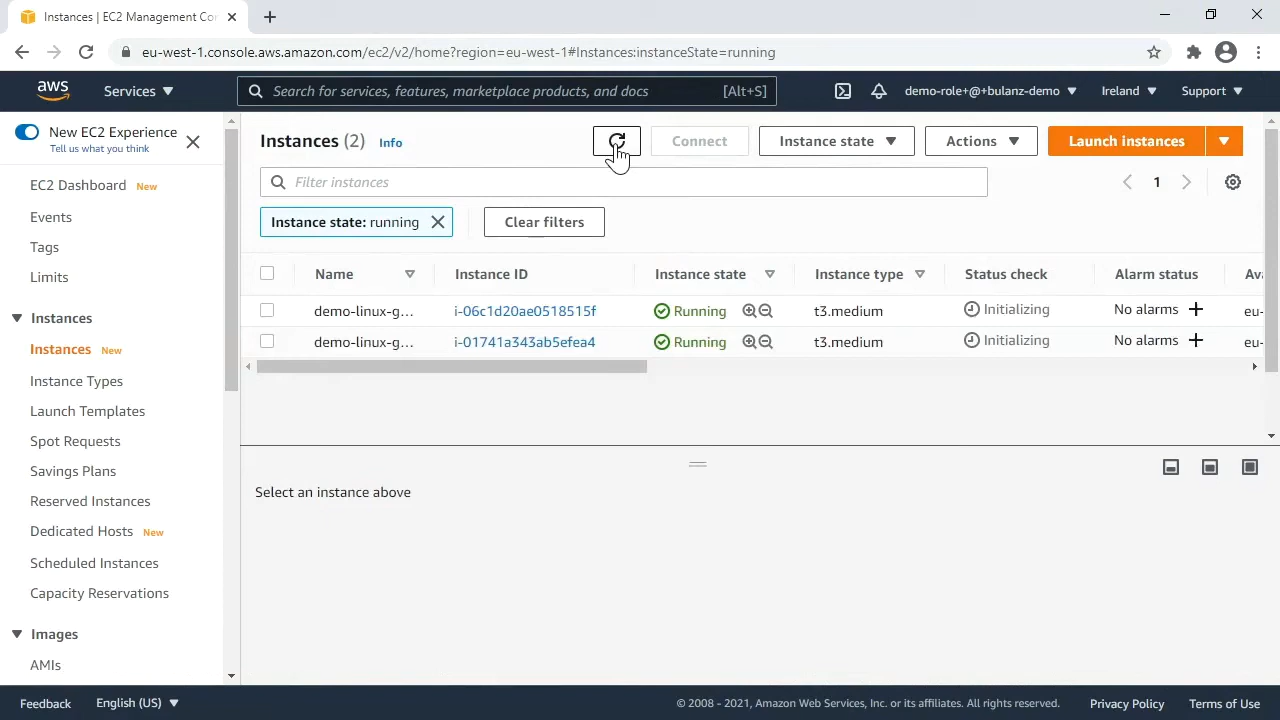 Instances | EC2 Management Con
eu-west-1.console.aws.amazon.com/ec2/v2/home?region=eu-west-1#Instances:instanceState=running
aws Services Search for services, features, marketplace products, and docs [Alt+S] demo-role+@+bulanz-demo Ireland Support
New EC2 Experience
Tell us what you think
Instances (2) Info Connect Instance state Actions Launch instances
Filter instances 1
Instance state: running Clear filters
Name Instance ID Instance state Instance type Status check Alarm status Av
demo-linux-g... i-06c1d20ae0518515f Running t3.medium Initializing No alarms eu-
demo-linux-g... i-01741a343ab5efea4 Running t3.medium Initializing No alarms eu-
Select an instance above
EC2 Dashboard New
Events
Tags
Limits
Instances
Instances New
Instance Types
Launch Templates
Spot Requests
Savings Plans
Reserved Instances
Dedicated Hosts New
Scheduled Instances
Capacity Reservations
Images
AMIs
Feedback English (US) © 2008 - 2021, Amazon Web Services, Inc. or its affiliates. All rights reserved. Privacy Policy Terms of Use